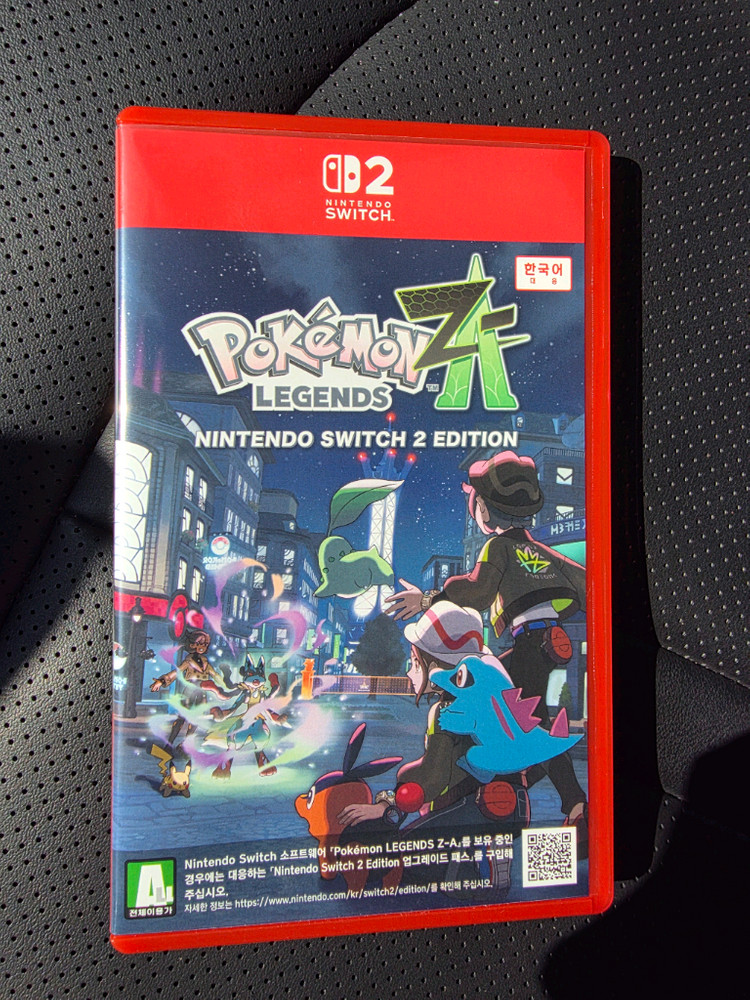 2
NINTENDO
SWITCH™
한국어
대 응
POKéMON™
LEGENDS
Z-A
NINTENDO SWITCH 2 EDITION
Nintendo Switch 소프트웨어 「Pokémon LEGENDS Z-A」를 보유 중인
경우에는 대응하는 「Nintendo Switch 2 Edition 업그레이드 패스」를 구입해
주십시오.
자세한 정보는 https://www.nintendo.com/kr/switch2/edition/를 확인해 주십시오.
전체이용가